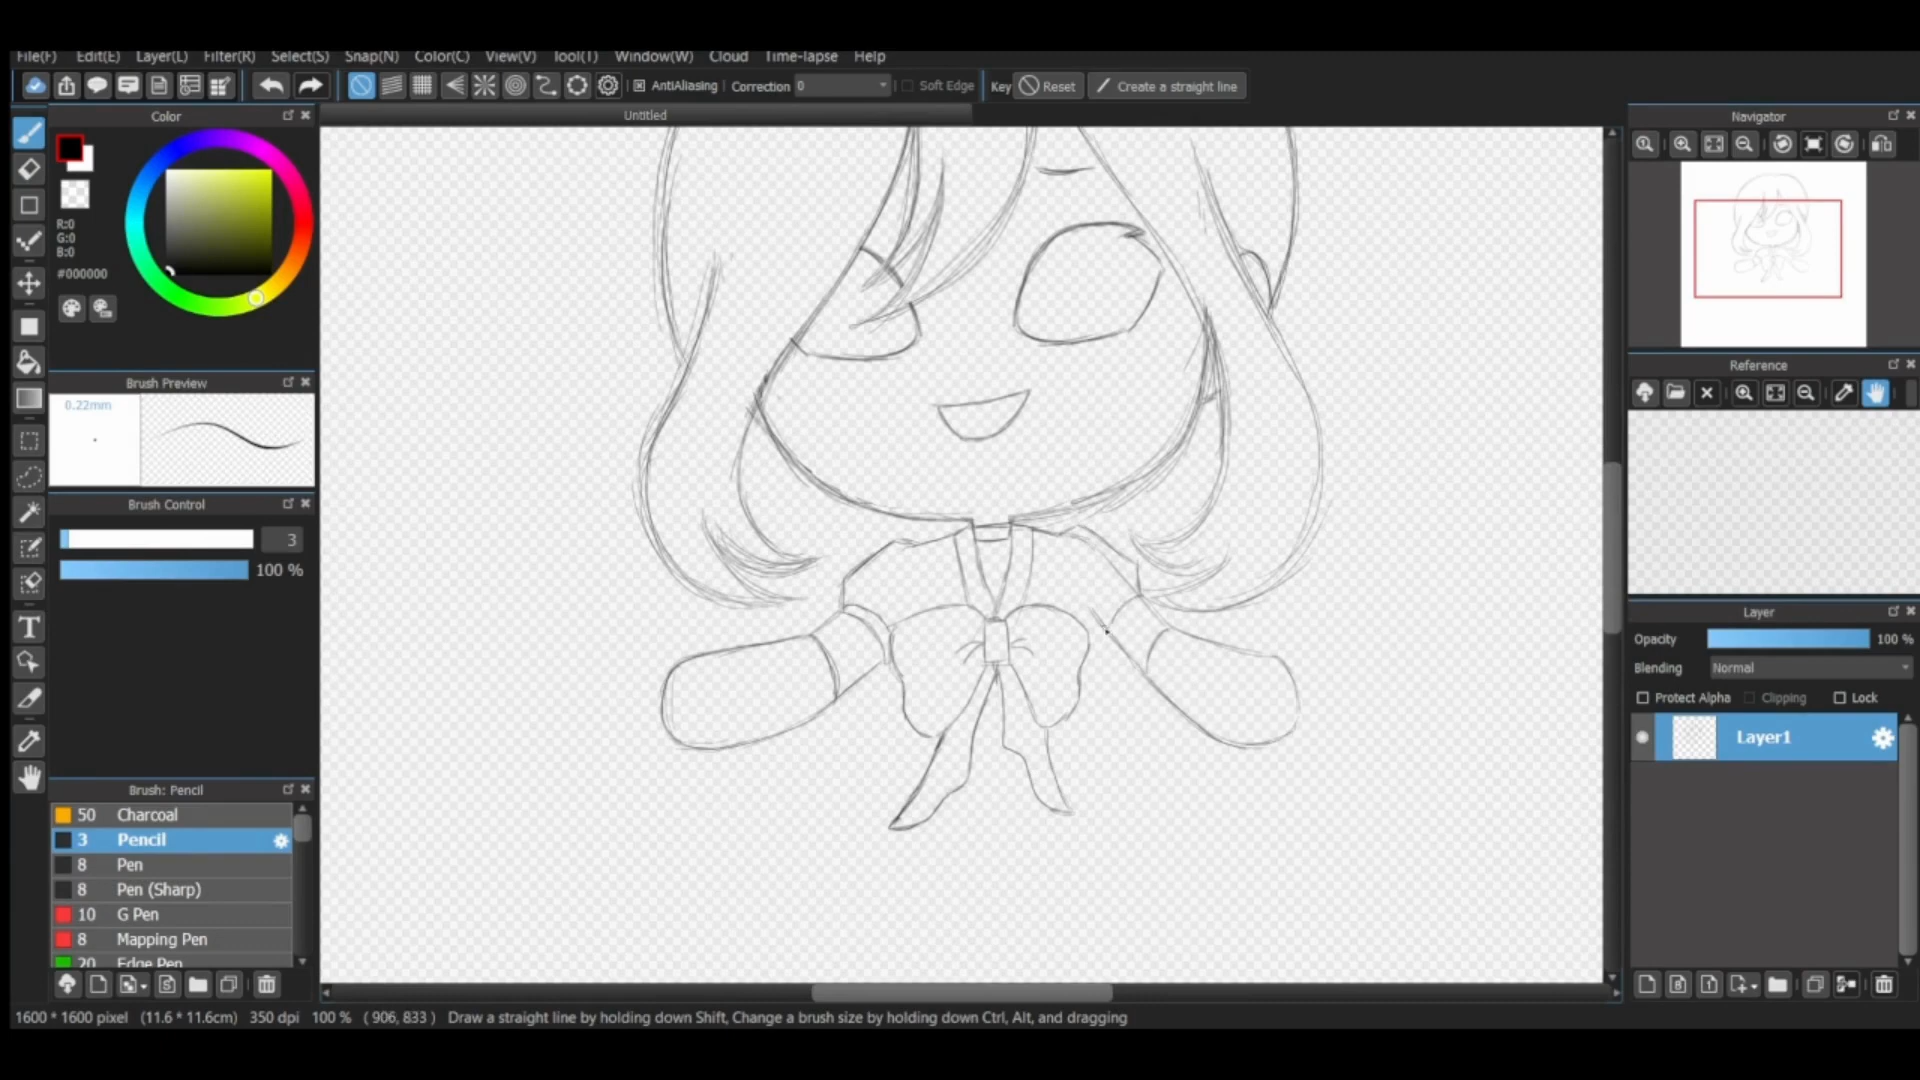 File(F) Edit(E) Layer(L) Filter(R) Select(S) Snap(N) Color(C) View(V) Tool(T) Window(W) Cloud Time-lapse Help
AntiAliasing Correction 0 Soft Edge Key Reset Create a straight line
Color
Untitled
Navigator
R:0
G:0
B:0
#000000
Brush Preview
0.22mm
Reference
Brush Control
3
100 %
Layer
Opacity 100 %
Blending Normal
Protect Alpha Clipping Lock
Layer1
Brush: Pencil
50 Charcoal
3 Pencil
8 Pen
8 Pen (Sharp)
10 G Pen
8 Mapping Pen
20 Edge Pen
1600 * 1600 pixel (11.6 * 11.6cm) 350 dpi 100 % ( 906, 833 ) Draw a straight line by holding down Shift, Change a brush size by holding down Ctrl, Alt, and dragging